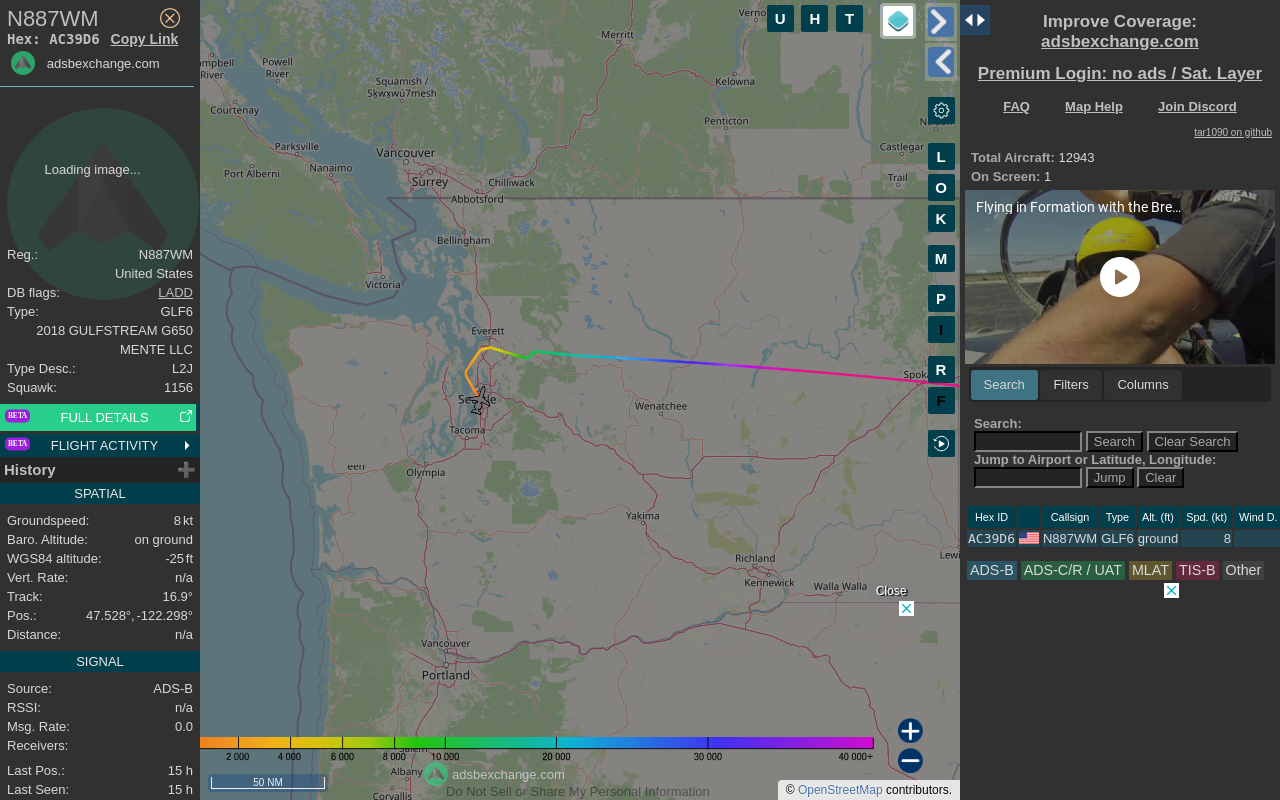 N887WM
Hex: AC39D6 Copy Link
adsbexchange.com
Loading image...
Reg.: N887WM
United States
DB flags: LADD
Type: GLF6
2018 GULFSTREAM G650
MENTE LLC
Type Desc.: L2J
Squawk: 1156
BETA FULL DETAILS
BETA FLIGHT ACTIVITY
History
SPATIAL
Groundspeed: 8 kt
Baro. Altitude: on ground
WGS84 altitude: -25 ft
Vert. Rate: n/a
Track: 16.9°
Pos.: 47.528°, -122.298°
Distance: n/a
SIGNAL
Source: ADS-B
RSSI: n/a
Msg. Rate: 0.0
Receivers:
Last Pos.: 15 h
Last Seen: 15 h
U H T
Merritt
Powell
River
River
Squamish /
Sḵwx̱wú7mesh
Kelowna
Courtenay
Penticton
Parksville
Vancouver
Castlegar
Nanaimo
Port Alberni
Surrey
Chilliwack
Trail
Abbotsford
Bellingham
Victoria
Everett
Tacoma
Wenatchee
Olympia
Yakima
Richland
Kennewick
Walla Walla
Vancouver
Portland
Albany
Corvallis
L
O
K
M
P
I
R
F
Close
2 000 4 000 6 000 8 000 10 000 20 000 30 000 40 000+
50 NM
adsbexchange.com
Do Not Sell or Share My Personal Information
© OpenStreetMap contributors.
Improve Coverage:
adsbexchange.com
Premium Login: no ads / Sat. Layer
FAQ Map Help Join Discord
tar1090 on github
Total Aircraft: 12943
On Screen: 1
Flying in Formation with the Bre...
Search Filters Columns
Search:
Search Clear Search
Jump to Airport or Latitude, Longitude:
Jump Clear
Hex ID Callsign Type Alt. (ft) Spd. (kt) Wind D.
AC39D6 N887WM GLF6 ground 8
ADS-B ADS-C/R / UAT MLAT TIS-B Other